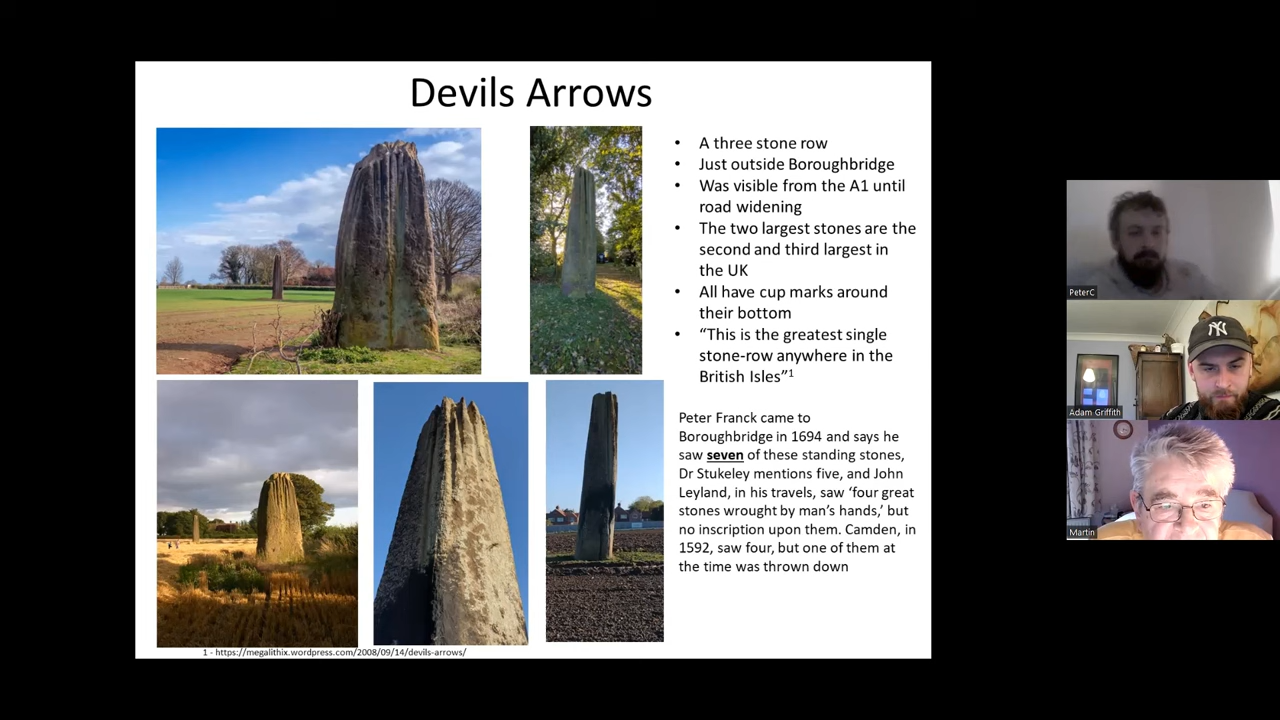 Devils Arrows
• A three stone row
• Just outside Boroughbridge
• Was visible from the A1 until
road widening
• The two largest stones are the
second and third largest in
the UK
• All have cup marks around
their bottom
• “This is the greatest single
stone-row anywhere in the
British Isles”1
Peter Franck came to
Boroughbridge in 1694 and says he
saw seven of these standing stones,
Dr Stukeley mentions five, and John
Leyland, in his travels, saw ‘four great
stones wrought by man’s hands,’ but
no inscription upon them. Camden, in
1592, saw four, but one of them at
the time was thrown down
1 - https://megalithix.wordpress.com/2008/09/14/devils-arrows/
PeterC
NY
Adam Griffith
Martin